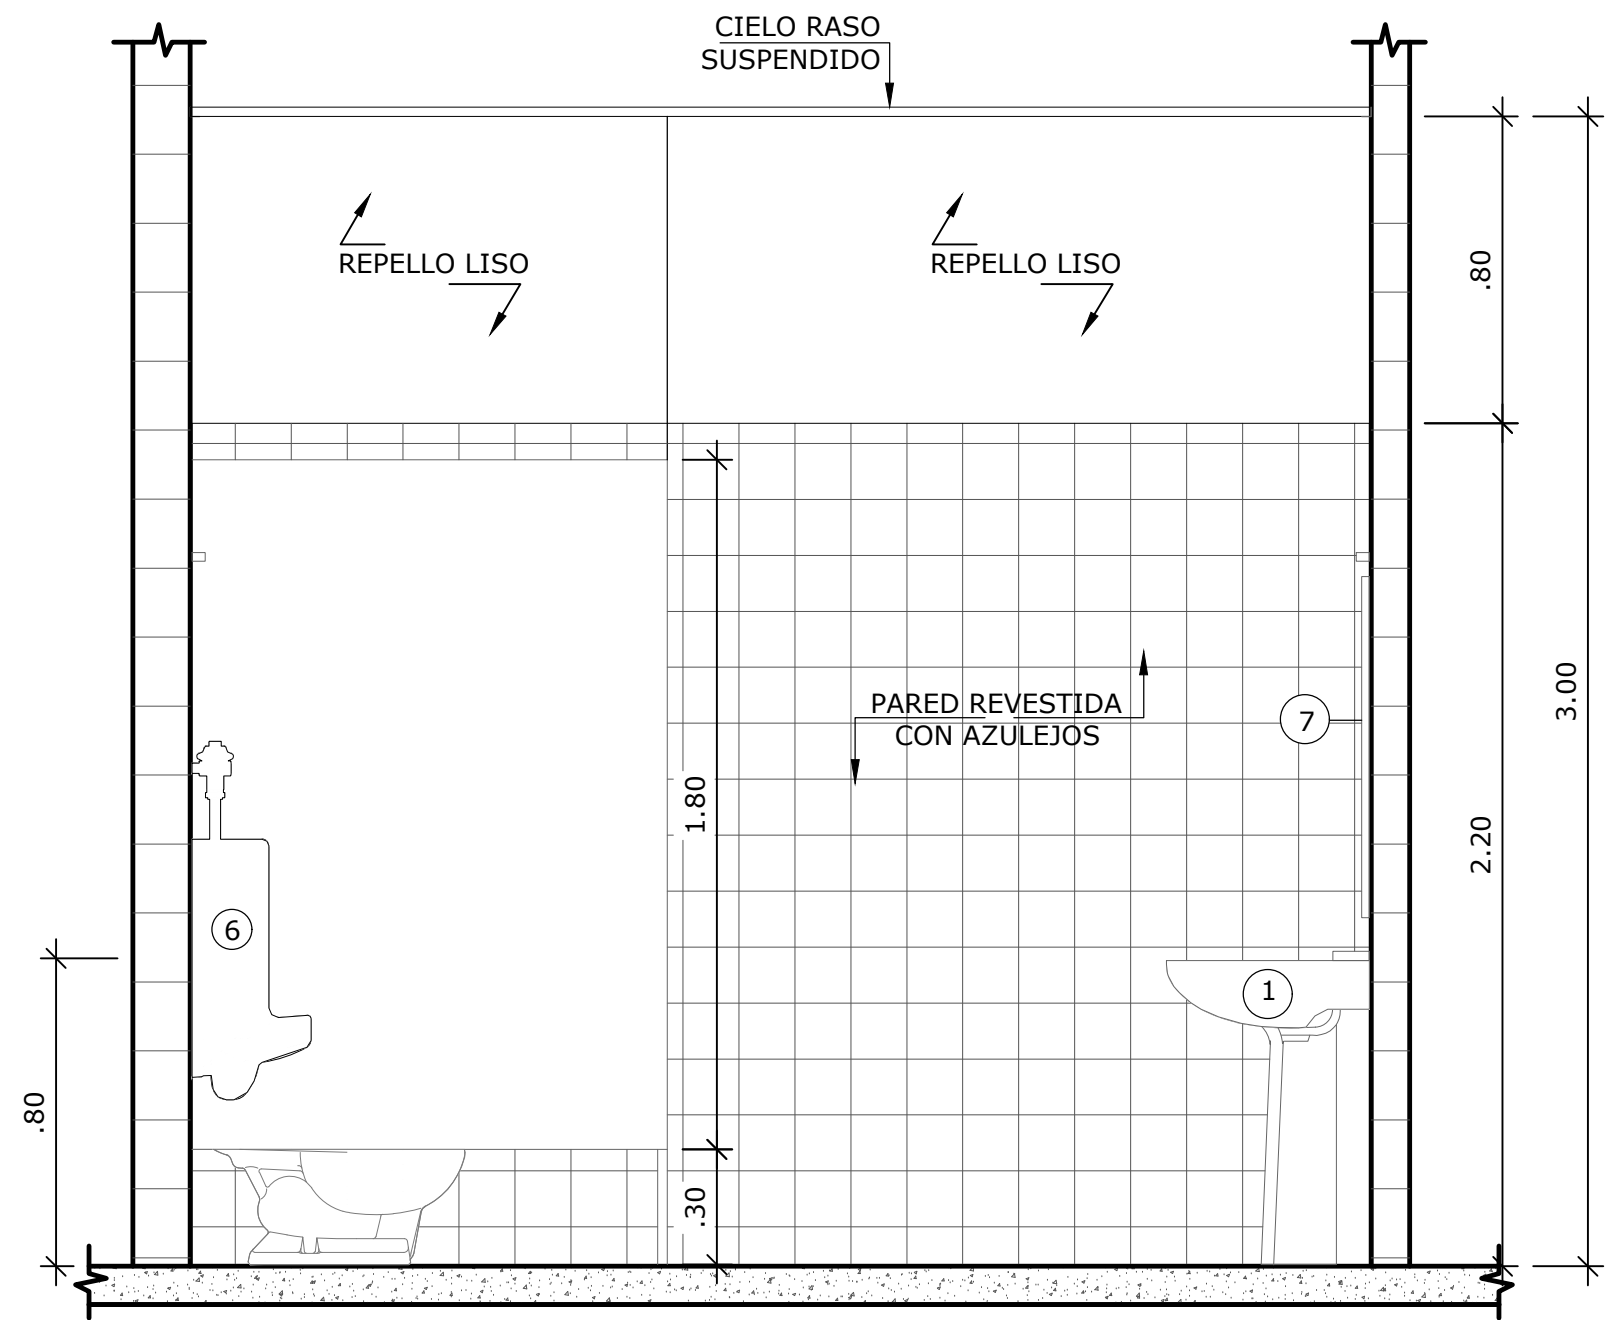 CIELO RASO
SUSPENDIDO
REPELLO LISO
REPELLO LISO
.80
3.00
PARED REVESTIDA
CON AZULEJOS
7
1.80
2.20
6
1
.80
.30